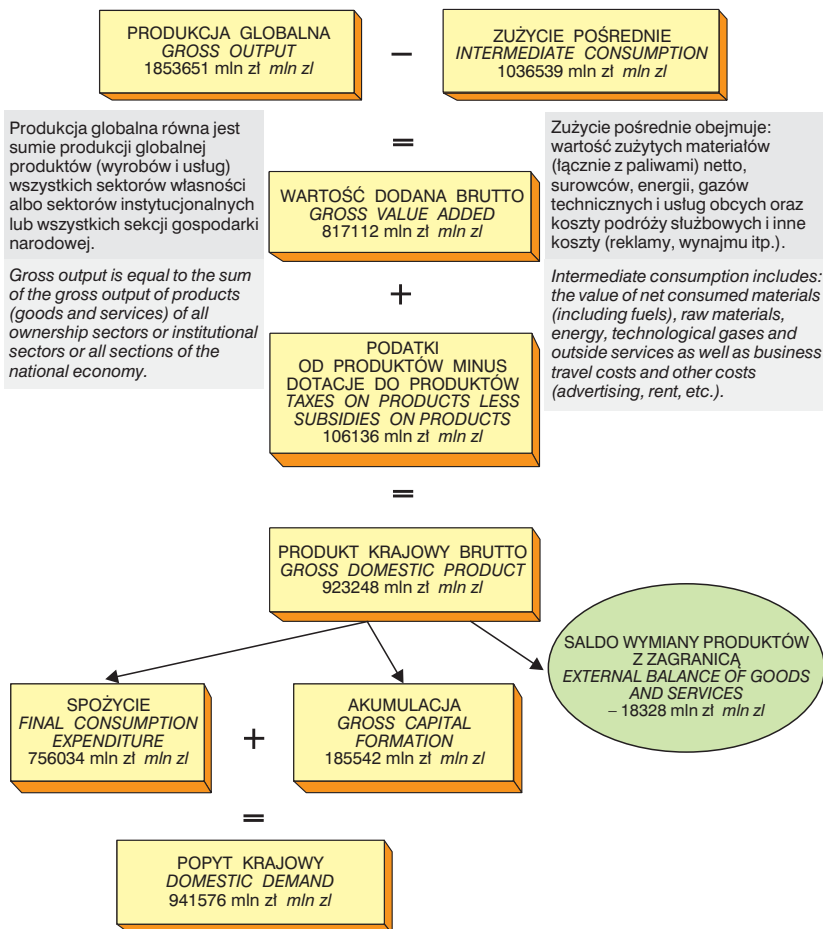 PRODUKCJA GLOBALNA
GROSS OUTPUT
1853651 mln zł mln zl
–
ZUŻYCIE POŚREDNIE
INTERMEDIATE CONSUMPTION
1036539 mln zł mln zl
Produkcja globalna równa jest
sumie produkcji globalnej
produktów (wyrobów i usług)
wszystkich sektorów własności
albo sektorów instytucjonalnych
lub wszystkich sekcji gospodarki
narodowej.
Gross output is equal to the sum
of the gross output of products
(goods and services) of all
ownership sectors or institutional
sectors or all sections of the
national economy.
=
WARTOŚĆ DODANA BRUTTO
GROSS VALUE ADDED
817112 mln zł mln zl
Zużycie pośrednie obejmuje:
wartość zużytych materiałów
(łącznie z paliwami) netto,
surowców, energii, gazów
technicznych i usług obcych oraz
koszty podróży służbowych i inne
koszty (reklamy, wynajmu itp.).
Intermediate consumption includes:
the value of net consumed materials
(including fuels), raw materials,
energy, technological gases and
outside services as well as business
travel costs and other costs
(advertising, rent, etc.).
+
PODATKI
OD PRODUKTÓW MINUS
DOTACJE DO PRODUKTÓW
TAXES ON PRODUCTS LESS
SUBSIDIES ON PRODUCTS
106136 mln zł mln zl
=
PRODUKT KRAJOWY BRUTTO
GROSS DOMESTIC PRODUCT
923248 mln zł mln zl
SALDO WYMIANY PRODUKTÓW
Z ZAGRANICĄ
EXTERNAL BALANCE OF GOODS
AND SERVICES
– 18328 mln zł mln zl
SPOŻYCIE
FINAL CONSUMPTION
EXPENDITURE
756034 mln zł mln zl
+
AKUMULACJA
GROSS CAPITAL
FORMATION
185542 mln zł mln zl
=
POPYT KRAJOWY
DOMESTIC DEMAND
941576 mln zł mln zl